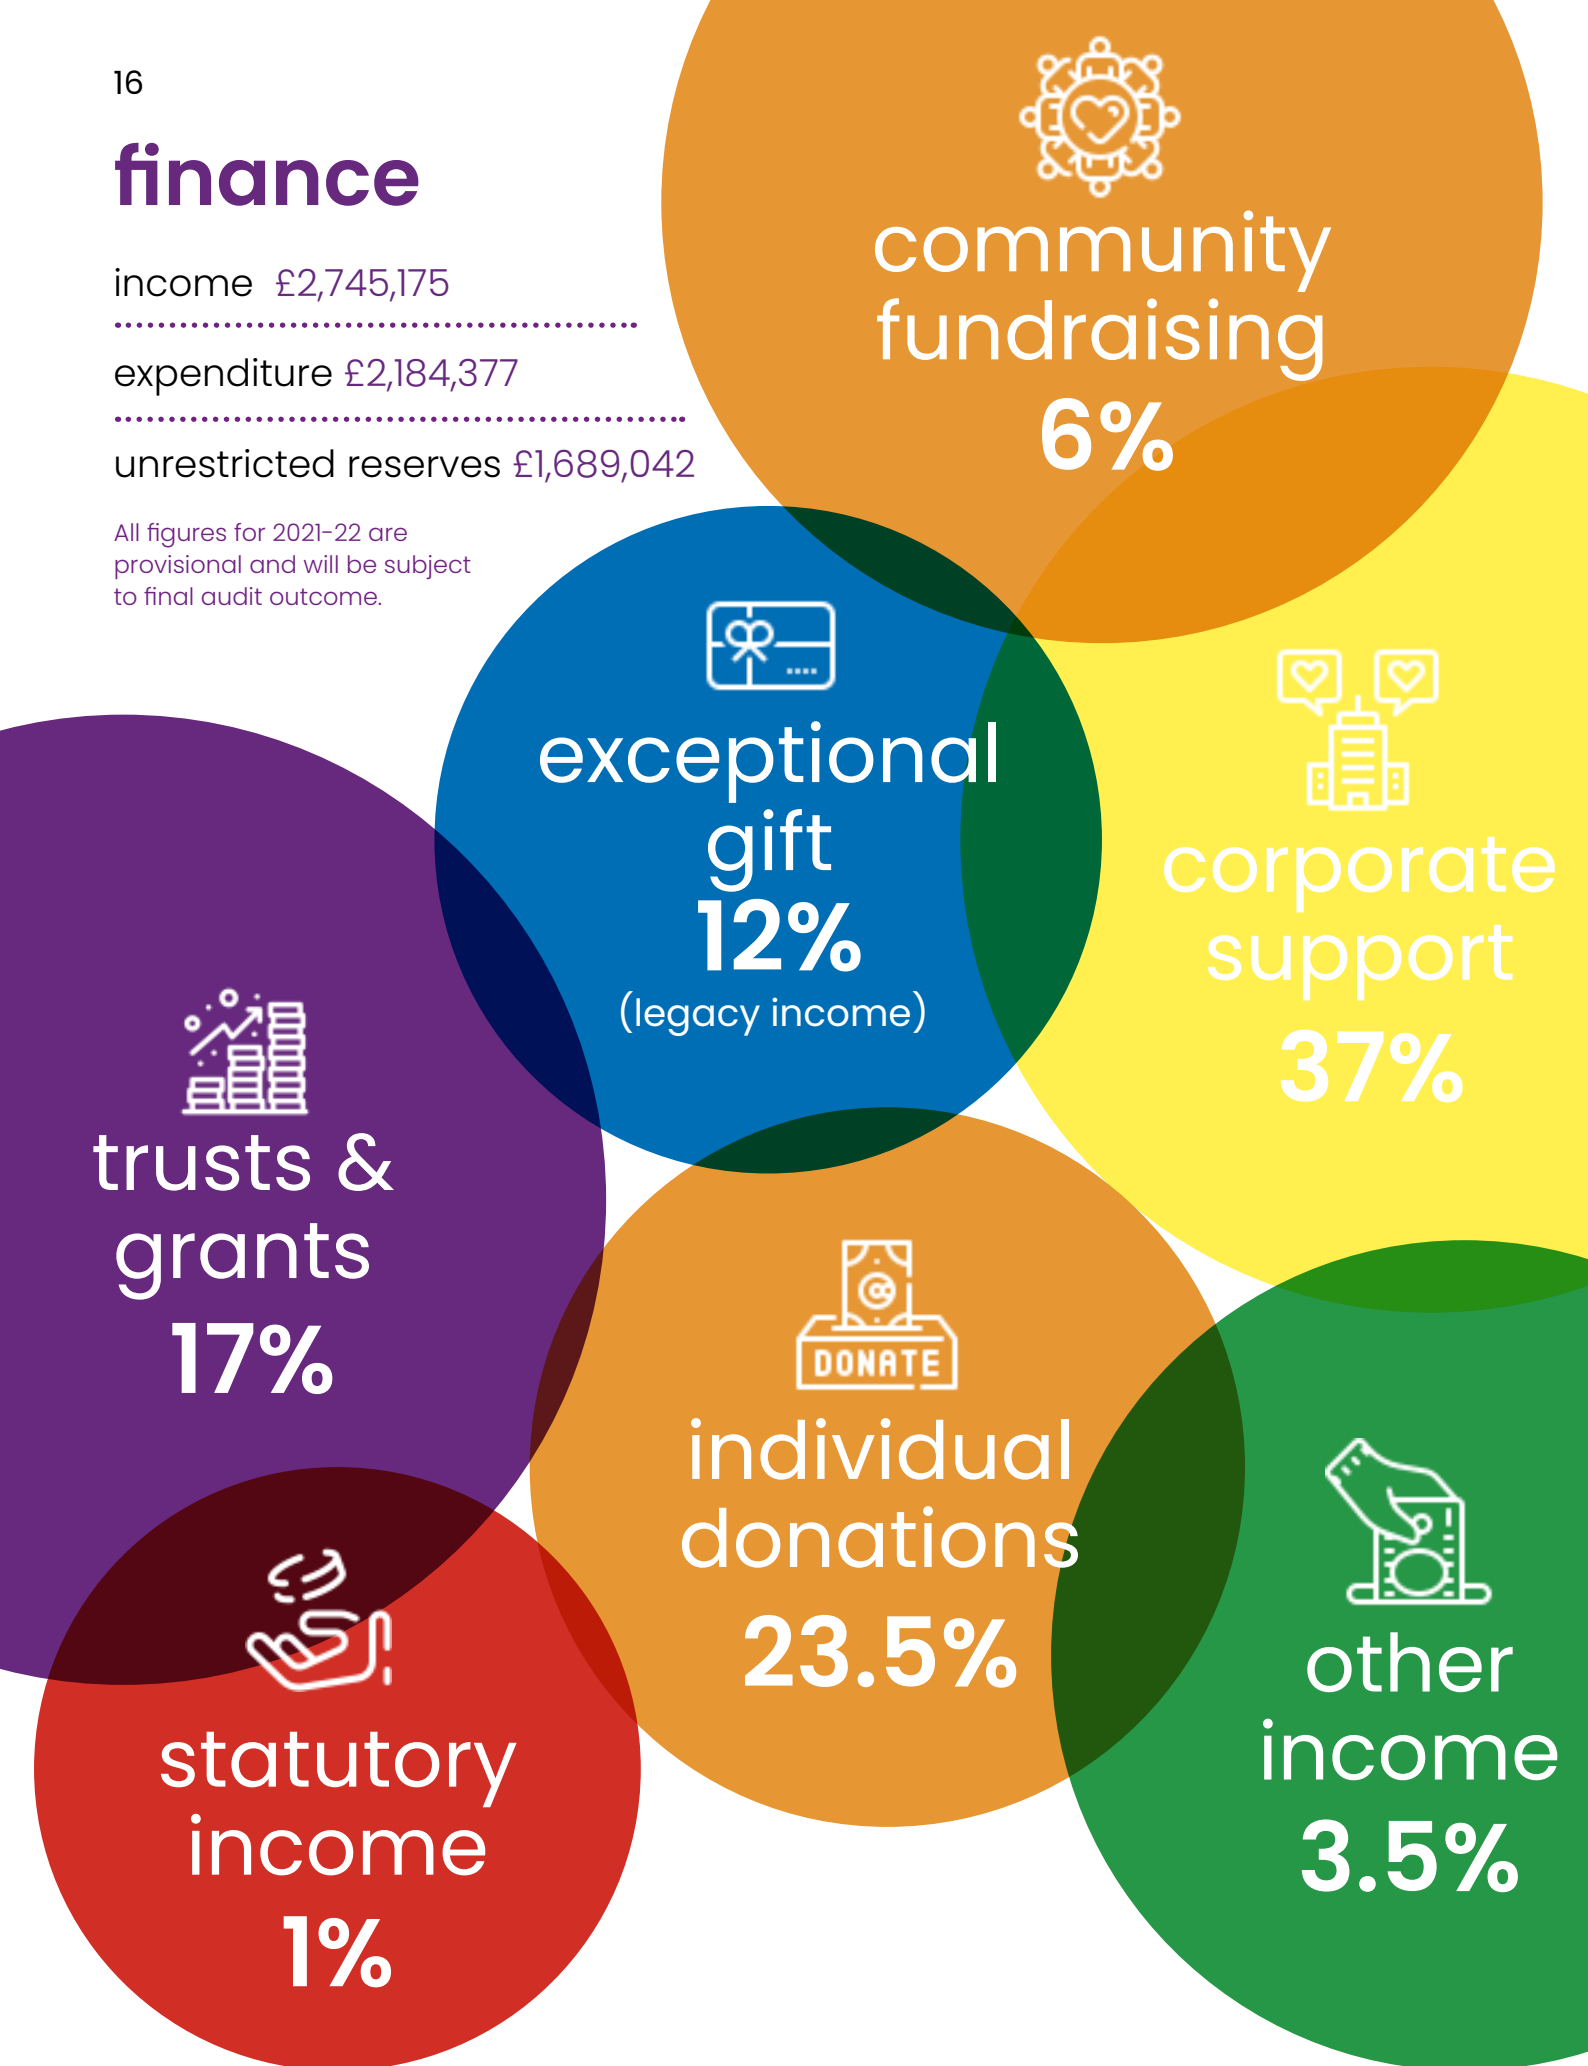 16
finance
income £2,745,175
expenditure £2,184,377
unrestricted reserves £1,689,042
All figures for 2021-22 are
provisional and will be subject
to final audit outcome.
community
fundraising
6%
exceptional
gift
12%
(legacy income)
corporate
support
37%
trusts &
grants
17%
DONATE
individual
donations
23.5%
other
income
3.5%
statutory
income
1%